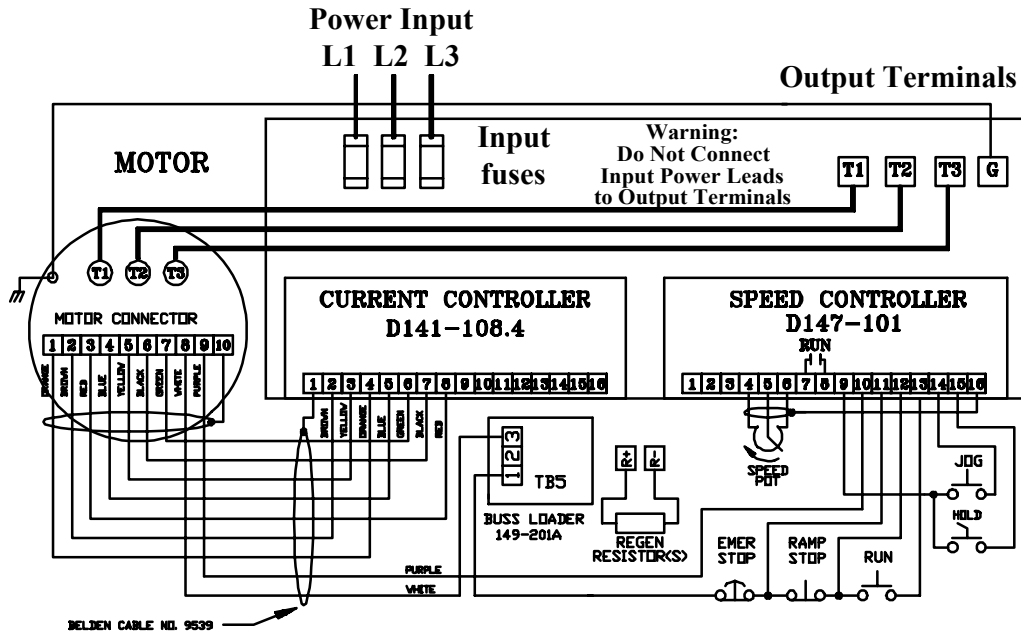 Power Input
L1 L2 L3
Output Terminals
MOTOR
Input
fuses
Warning:
Do Not Connect
Input Power Leads
to Output Terminals
T1 T2 T3 G
T1 T2 T3
MOTOR CONNECTOR
1 2 3 4 5 6 7 8 9 10
ORANGE
BROWN
RED
BLUE
YELLOW
BLACK
GREEN
WHITE
PURPLE
CURRENT CONTROLLER
D141-108.4
1 2 3 4 5 6 7 8 9 10 11 12 13 14 15 16
BROWN
YELLOW
ORANGE
BLUE
GREEN
BLACK
RED
SPEED CONTROLLER
D147-101
RUN
1 2 3 4 5 6 7 8 9 10 11 12 13 14 15 16
SPEED
POT
3
2
1
TB5
BUSS LOADER
149-201A
R+ R-
REGEN
RESISTOR(S)
JOG
HOLD
EMER
STOP
RAMP
STOP
RUN
PURPLE
WHITE
BELDEN CABLE NO. 9539